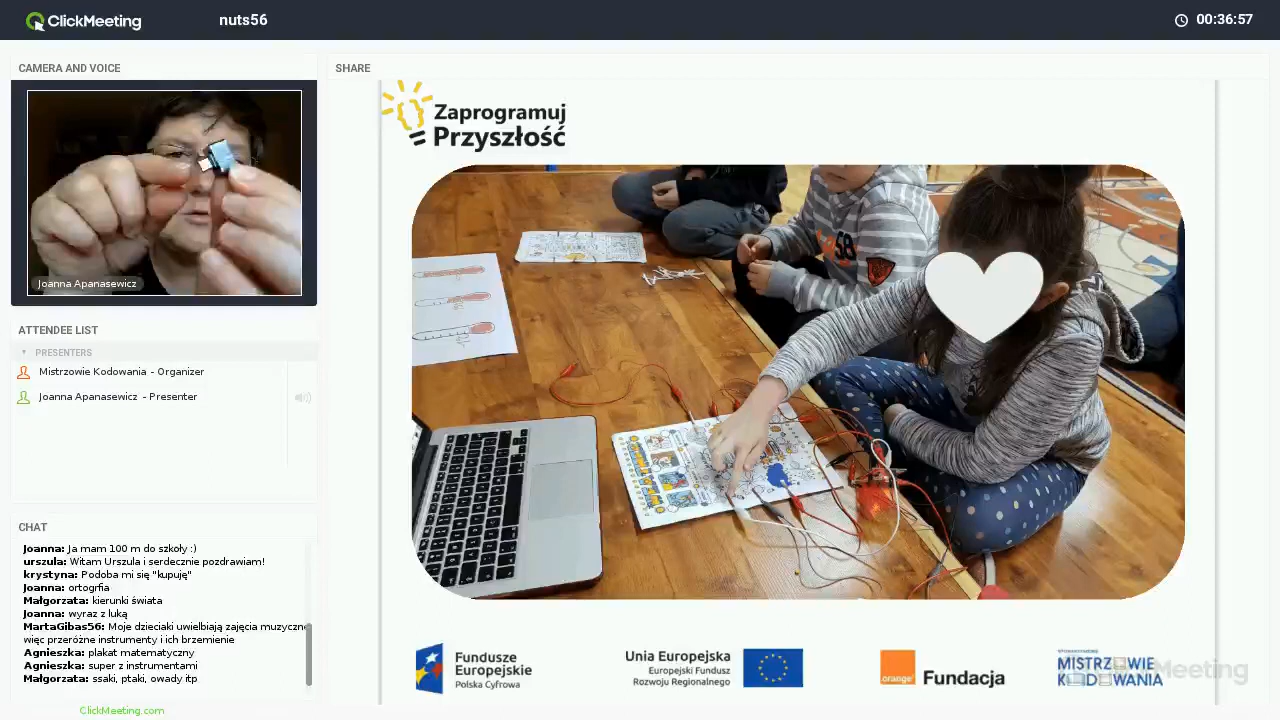 ClickMeeting
nuts56
00:36:57
CAMERA AND VOICE
Joanna Apanasewicz
ATTENDEE LIST
PRESENTERS
Mistrzowie Kodowania - Organizer
Joanna Apanasewicz - Presenter
CHAT
Joanna: Ja mam 100 m do szkoły :)
urszula: Witam Urszula i serdecznie pozdrawiam!
krystyna: Podoba mi się "kupuję"
Joanna: ortogrfia
Małgorzata: kierunki świata
Joanna: wyraz z luką
MartaGibas56: Moje dzieciaki uwielbiają zajęcia muzyczne
więc przeróżne instrumenty i ich brzemienie
Agnieszka: plakat matematyczny
Agnieszka: super z instrumentami
Małgorzata: ssaki, ptaki, owady itp
ClickMeeting.com
SHARE
Zaprogramuj
Przyszłość
58
Fundusze
Europejskie
Polska Cyfrowa
Unia Europejska
Europejski Fundusz
Rozwoju Regionalnego
orange
Fundacja
MISTRZOWIE
KODOWANIA
ClickMeeting